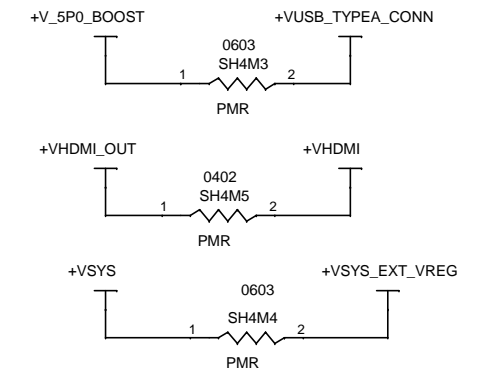 +V_5P0_BOOST +VUSB_TYPEA_CONN
0603
SH4M3
1 2
PMR
+VHDMI_OUT +VHDMI
0402
SH4M5
1 2
PMR
+VSYS +VSYS_EXT_VREG
0603
SH4M4
1 2
PMR